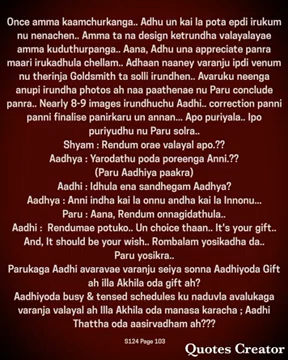 Once amma kaamchurkanga.. Adhu un kai la pota epdi irukum
nu nenachen.. Amma ta na design ketrundha valayalayae
amma kuduthurpanga.. Aana, Adhu una appreciate panra
maari irukadhula chellam.. Adhaan naaney varanju ipdi venum
nu therinja Goldsmith ta solli irundhen.. Avaruku neenga
anupi irundha photos ah naa paathenae nu Paru conclude
panra.. Nearly 8-9 images irundhuchu Aadhi.. correction panni
panni finalise panirkaru un annan... Apo puriyala.. Ipo
puriyudhu nu Paru solra..
Shyam : Rendum orae valayal apo.??
Aadhya : Yarodathu poda poreenga Anni.??
(Paru Aadhiya paakra)
Aadhi : Idhula ena sandhegam Aadhya?
Aadhya : Anni indha kai la onnu andha kai la Innonu...
Paru : Aana, Rendum onnagidathula..
Aadhi : Rendumae potuko.. Un choice thaan.. It's your gift..
And, It should be your wish.. Rombalam yosikadha da..
Paru yosikra..
Parukaga Aadhi avaravae varanju seiya sonna Aadhiyoda Gift
ah illa Akhila oda gift ah?
Aadhiyoda busy & tensed schedules ku naduvla avalukaga
varanja valayal ah Illa Akhila oda manasa karacha ; Aadhi
Thattha oda aasirvadham ah???
S124 Page 103
Quotes Creator